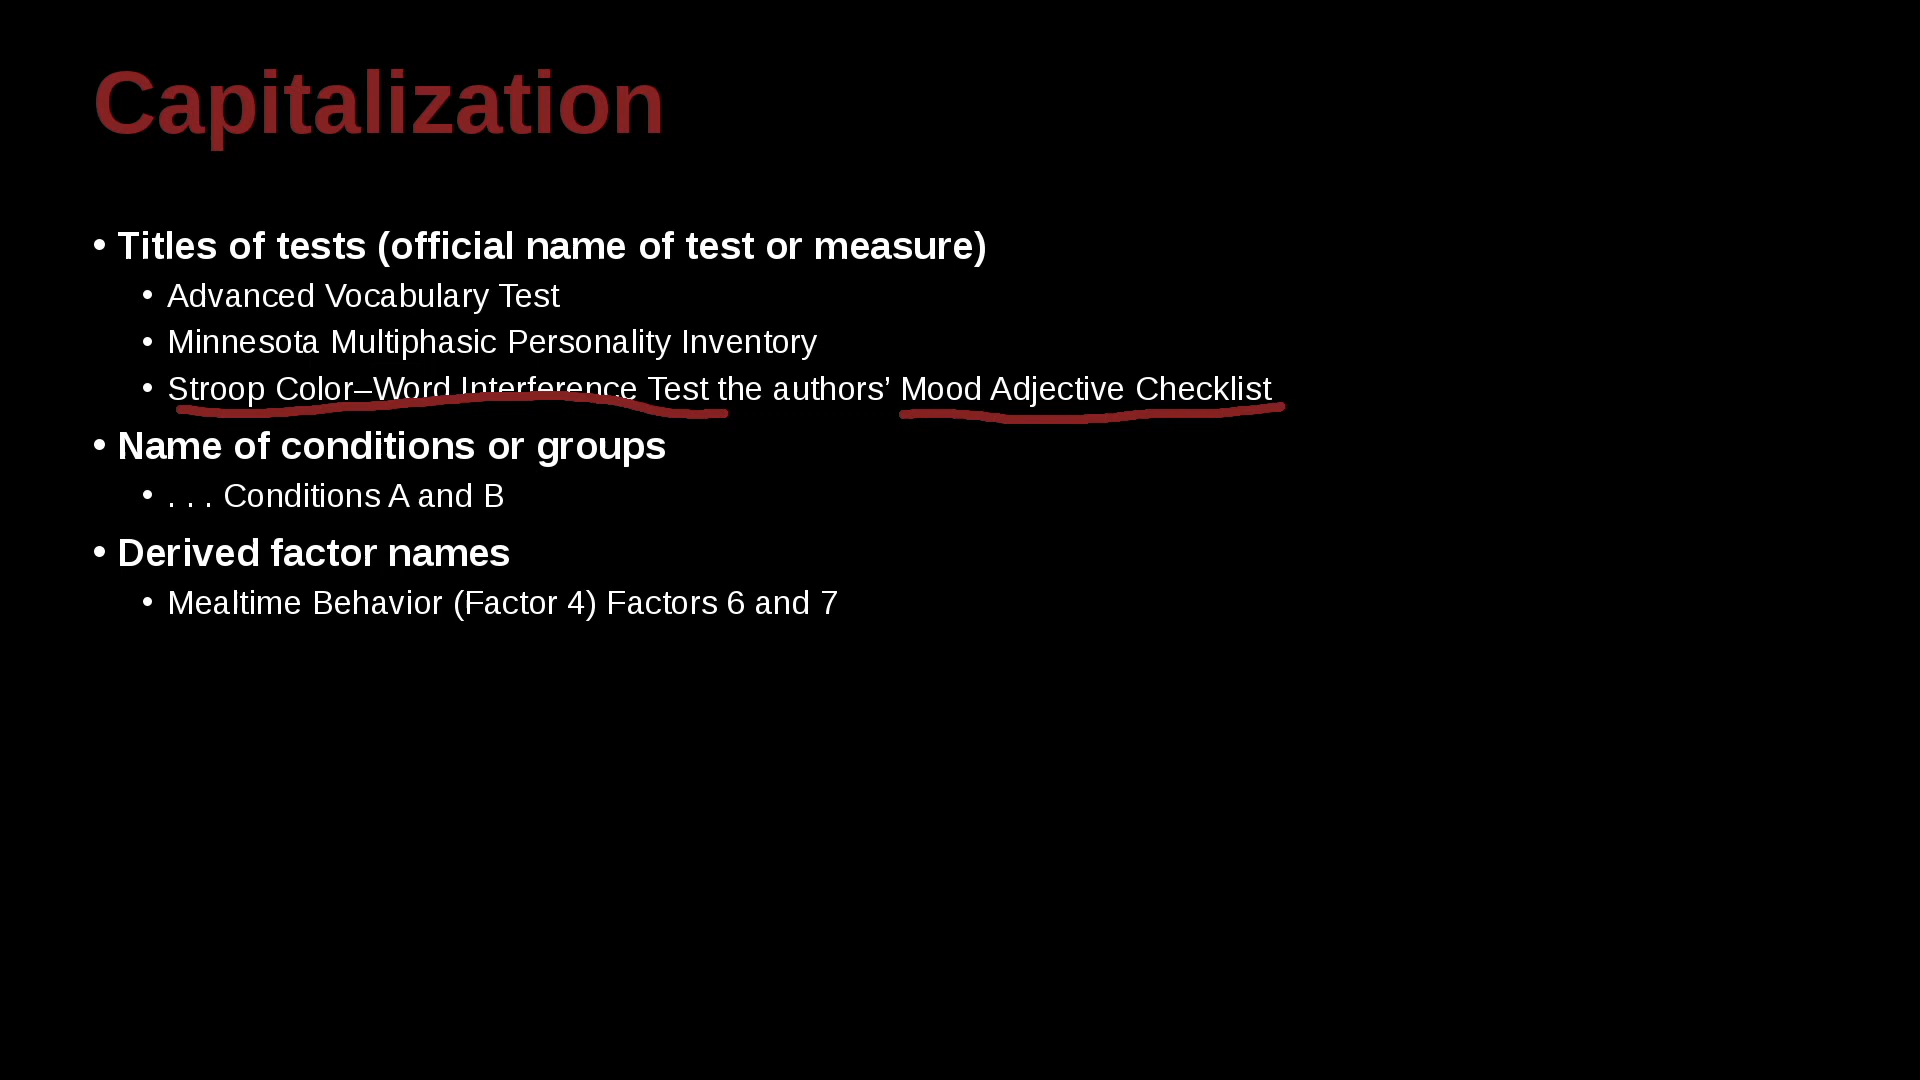 Capitalization
• Titles of tests (official name of test or measure)
• Advanced Vocabulary Test
• Minnesota Multiphasic Personality Inventory
• Stroop Color–Word Interference Test the authors’ Mood Adjective Checklist
• Name of conditions or groups
• . . . Conditions A and B
• Derived factor names
• Mealtime Behavior (Factor 4) Factors 6 and 7